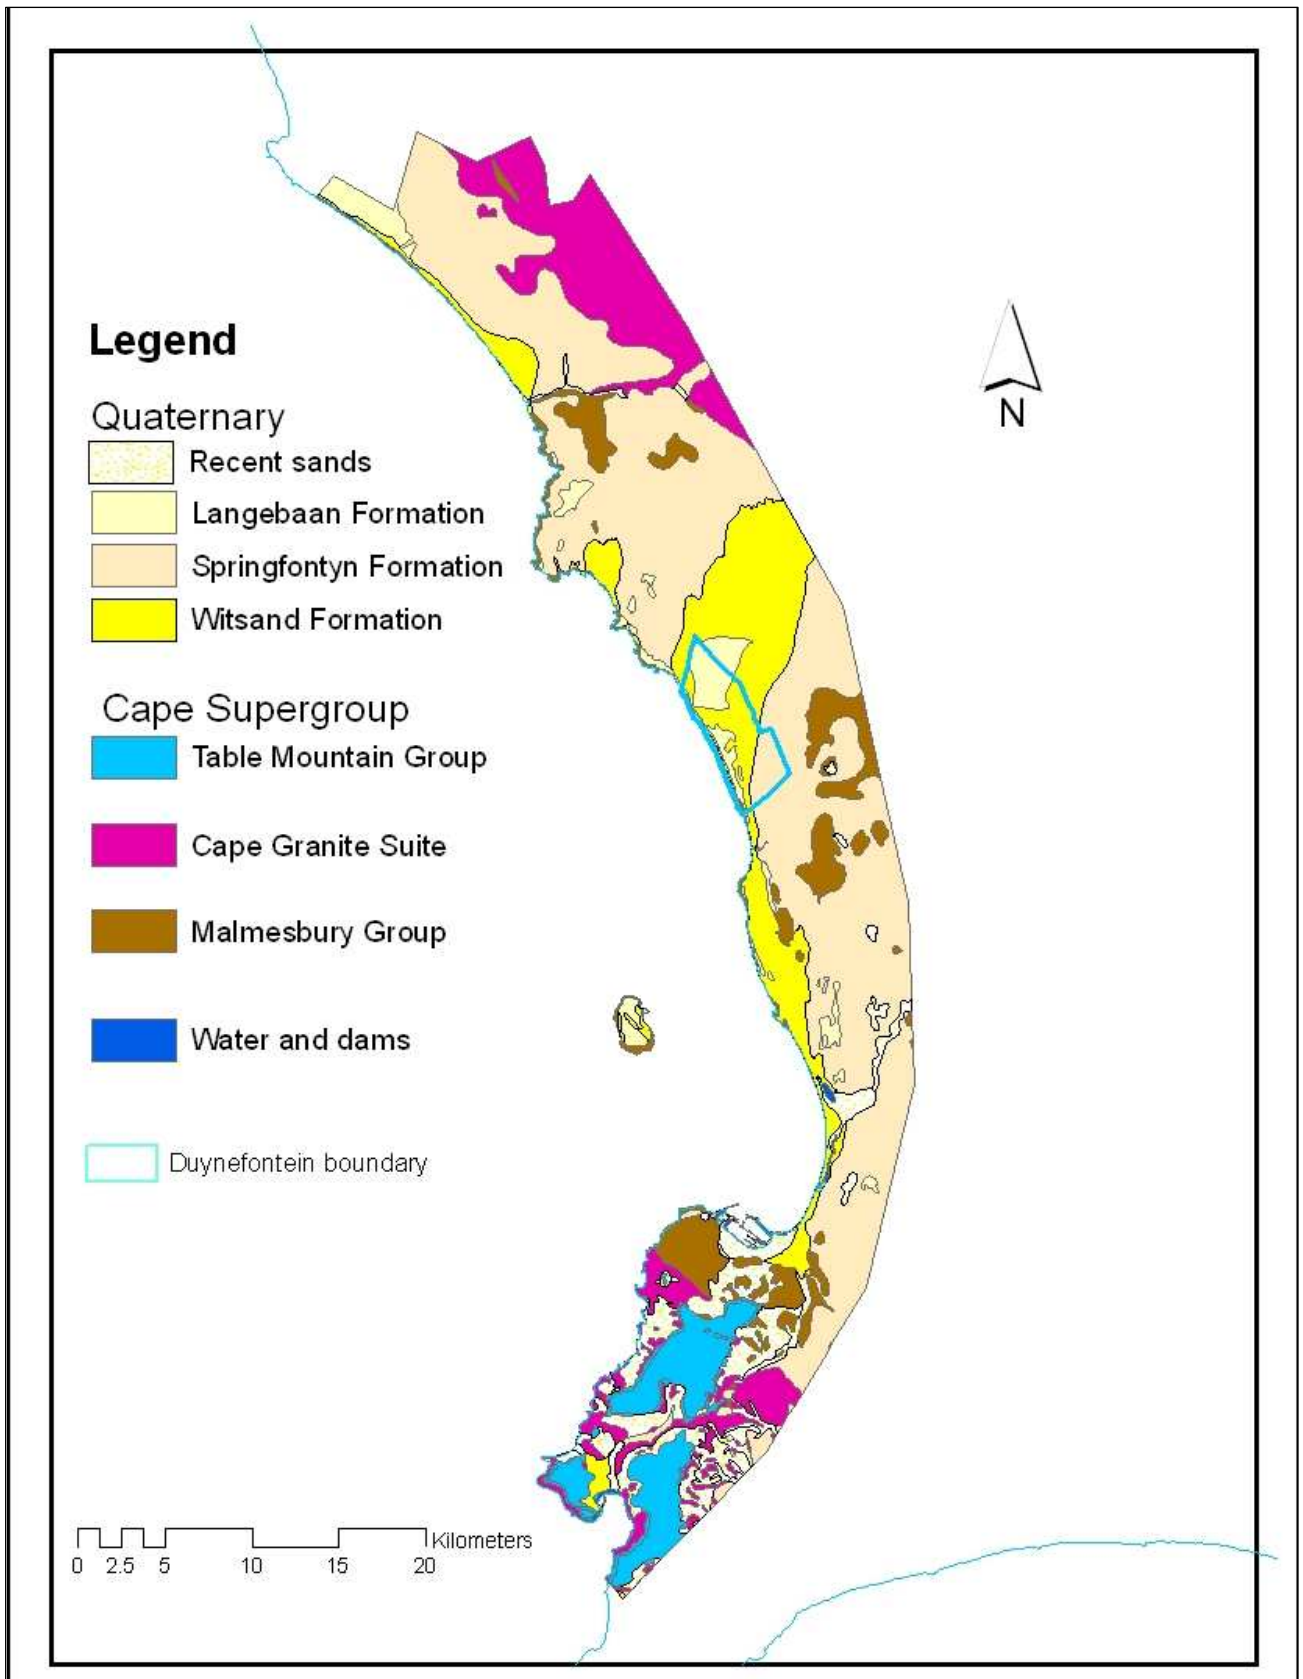 N
Legend
Quaternary
Recent sands
Langebaan Formation
Springfontyn Formation
Witsand Formation
Cape Supergroup
Table Mountain Group
Cape Granite Suite
Malmesbury Group
Water and dams
Duynefontein boundary
Kilometers
0 2.5 5 10 15 20